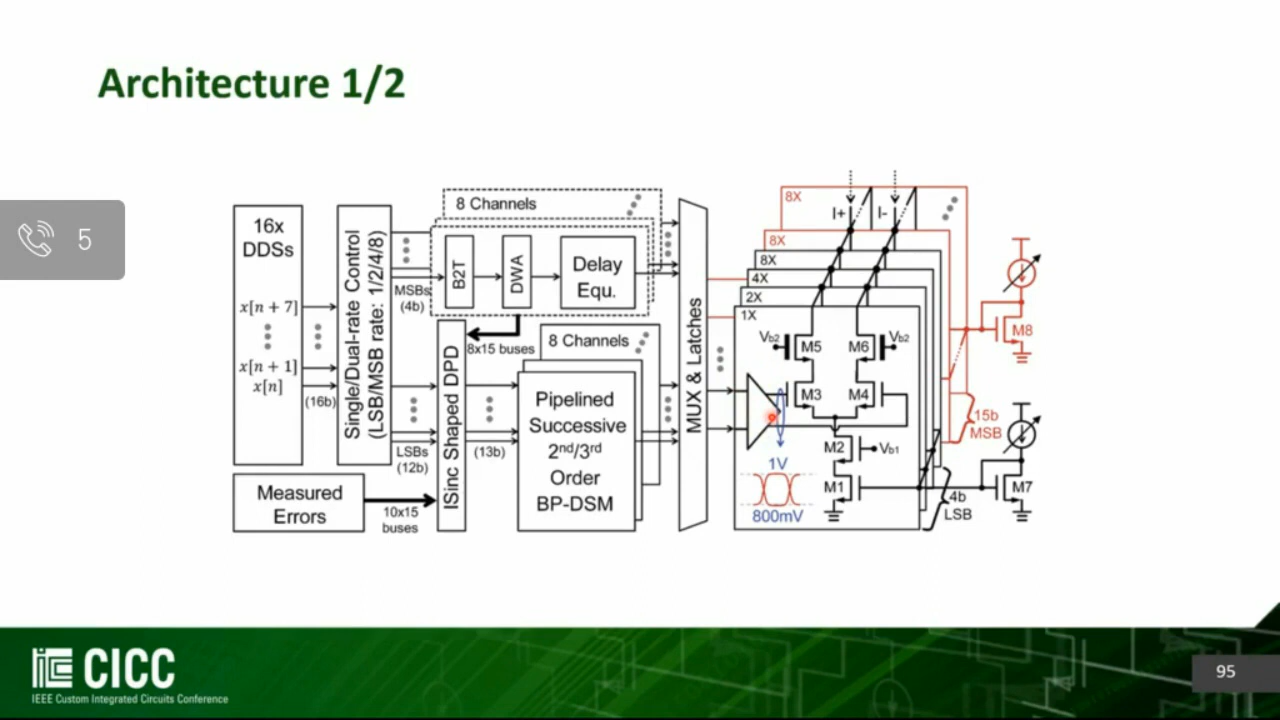 Architecture 1/2
5
16x
DDSs
x[n + 7]
x[n + 1]
x[n]
(16b)
Single/Dual-rate Control
(LSB/MSB rate: 1/2/4/8)
MSBs
(4b)
LSBs
(12b)
Measured
Errors
10x15
buses
8 Channels
B2T
DWA
Delay
Equ.
8x15 buses
ISinc Shaped DPD
(13b)
8 Channels
Pipelined
Successive
2nd/3rd
Order
BP-DSM
MUX & Latches
8X
8X
8X
4X
2X
1X
I+
I-
Vb2
M5
M6
Vb2
M3
M4
M2
Vb1
M1
1V
800mV
M8
15b
MSB
M7
4b
LSB
CICC
IEEE Custom Integrated Circuits Conference
95